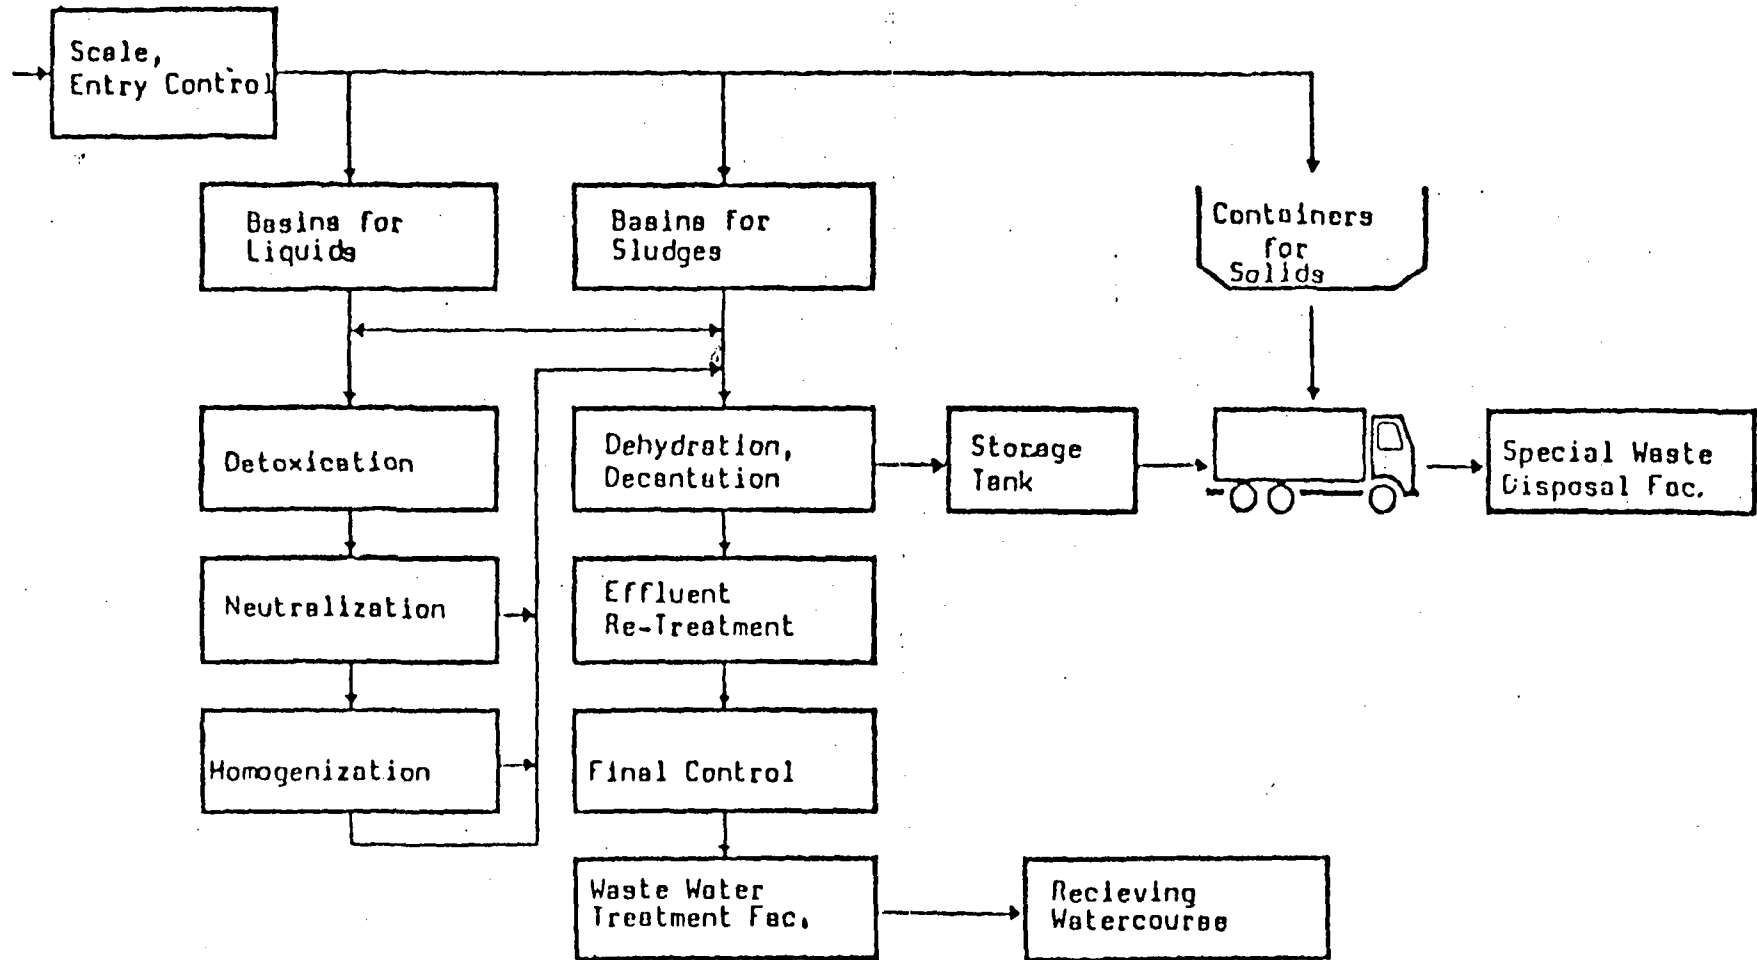 Scale,
Entry Control
Basins for
Liquids
Basins for
Sludges
Containers
for
Solids
Detoxication
Dehydration,
Decantation
Storage
Tank
Special Waste
Disposal Fac.
Neutralization
Effluent
Re-Treatment
Homogenization
Final Control
Waste Water
Treatment Fac.
Recieving
Watercourse